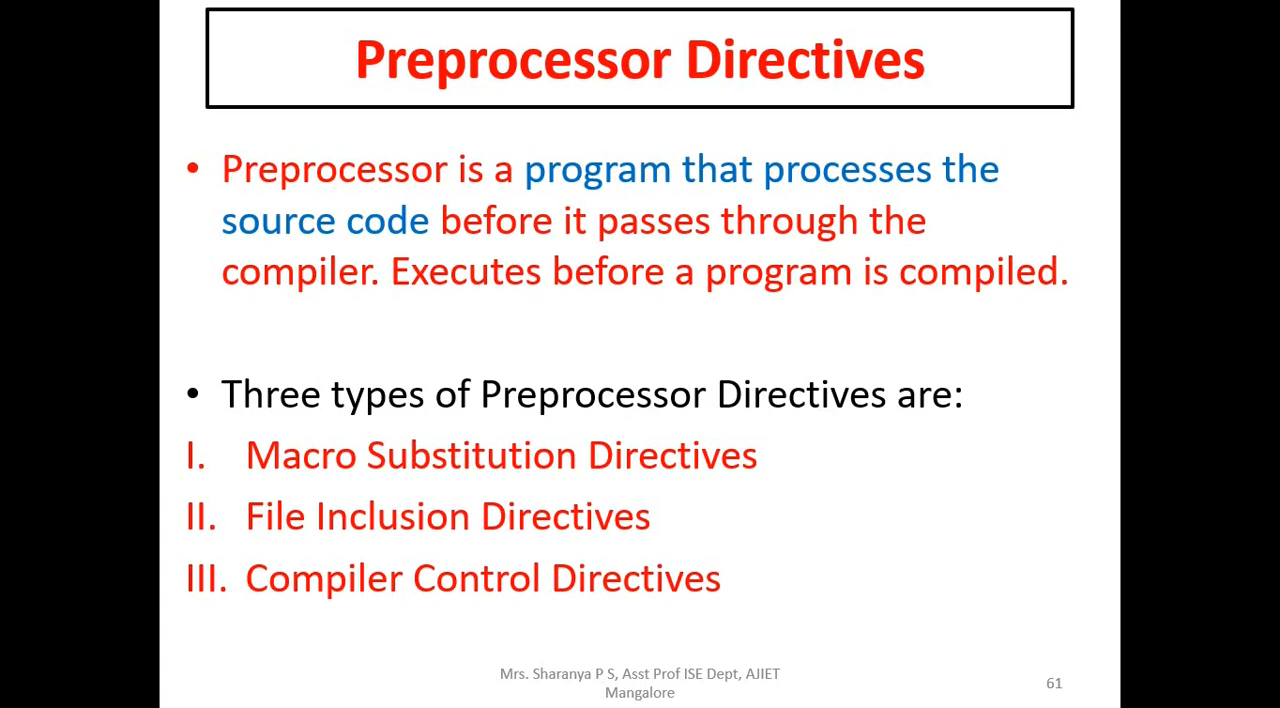 Preprocessor Directives
• Preprocessor is a program that processes the
source code before it passes through the
compiler. Executes before a program is compiled.
• Three types of Preprocessor Directives are:
I. Macro Substitution Directives
II. File Inclusion Directives
III. Compiler Control Directives
Mrs. Sharanya P S, Asst Prof ISE Dept, AJIET
Mangalore
61